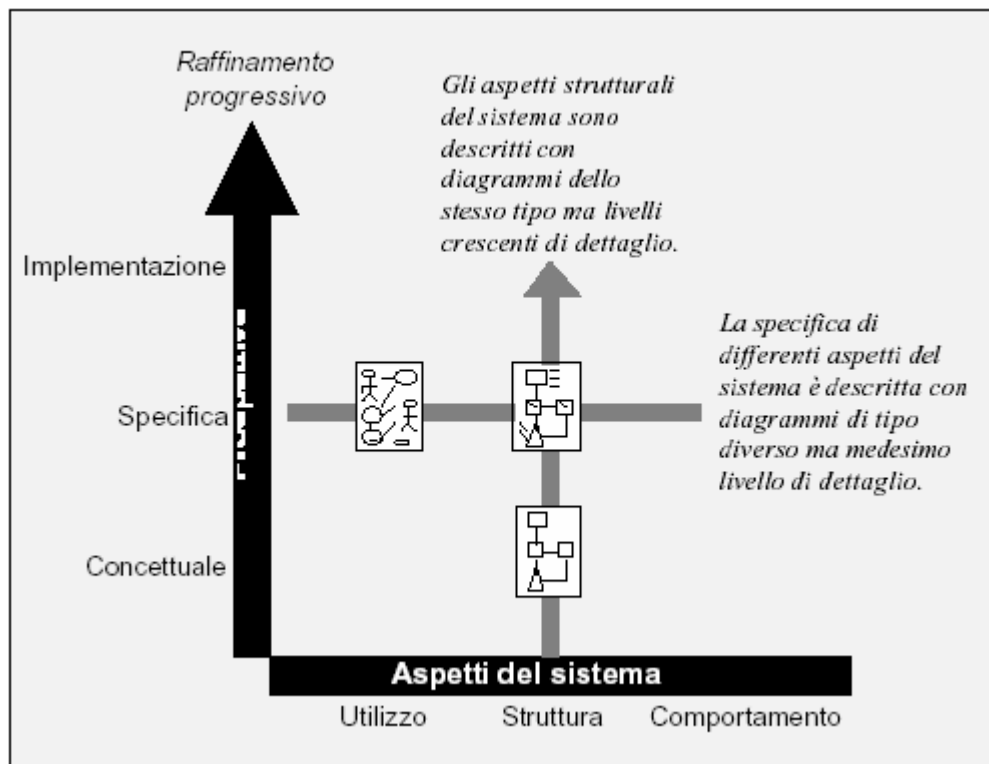 Raffinamento
progressivo
Gli aspetti strutturali
del sistema sono
descritti con
diagrammi dello
stesso tipo ma livelli
crescenti di dettaglio.
Implementazione
La specifica di
differenti aspetti del
sistema è descritta con
diagrammi di tipo
diverso ma medesimo
livello di dettaglio.
Specifica
Concettuale
Aspetti del sistema
Utilizzo
Struttura
Comportamento